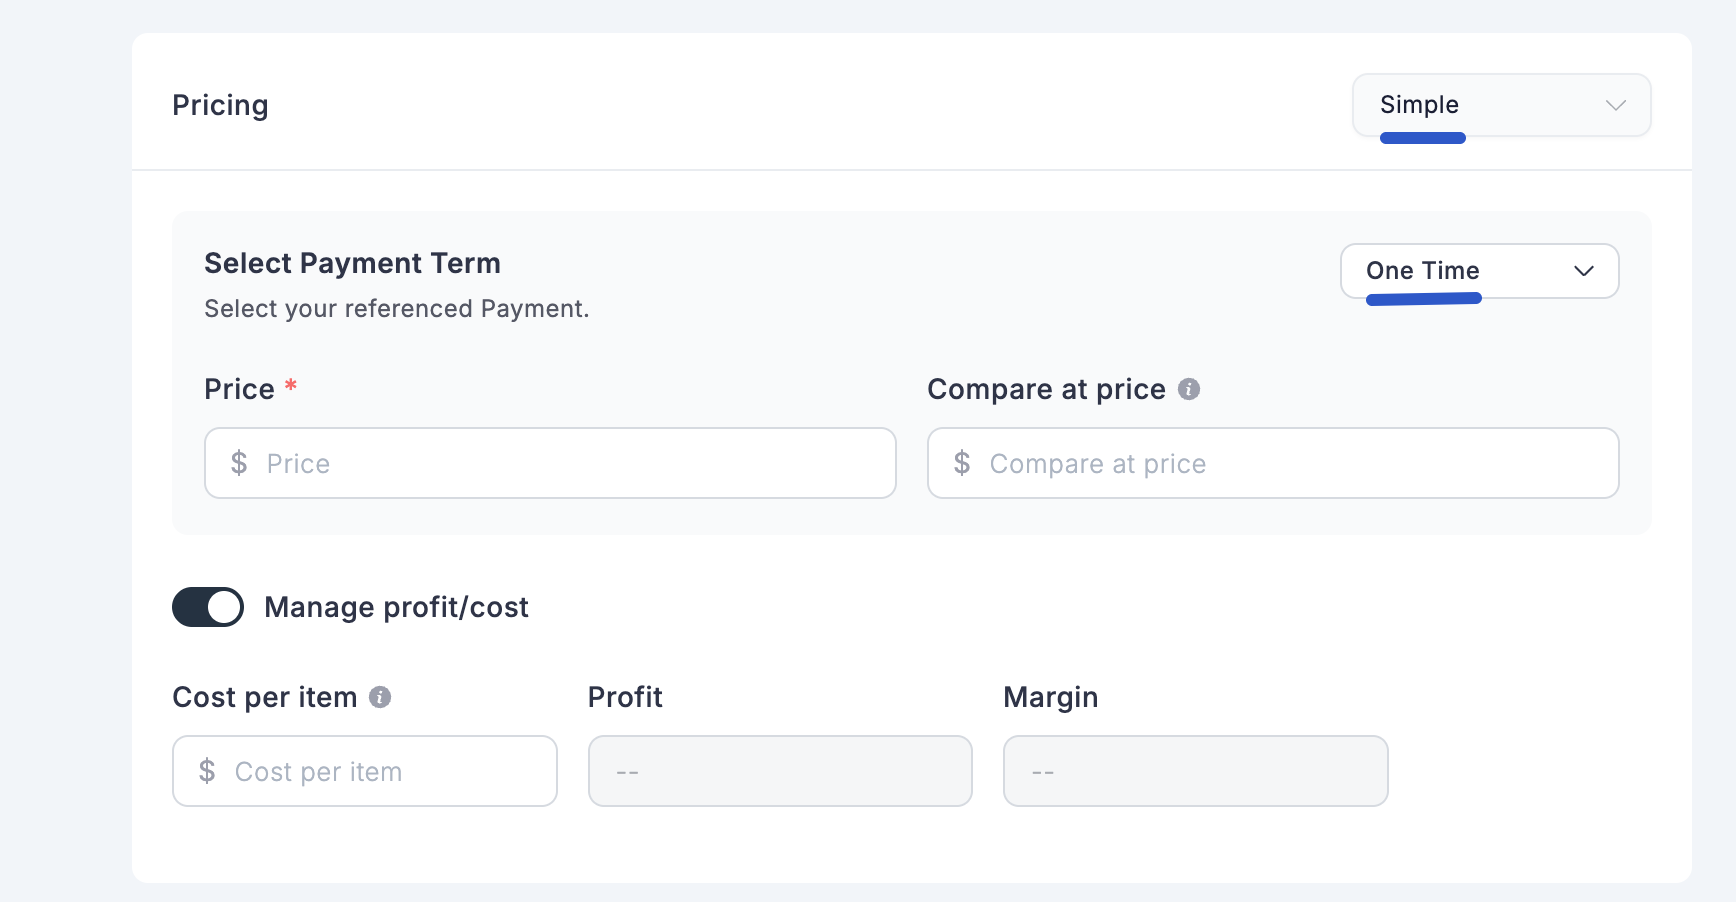 Pricing
Simple
Select Payment Term
One Time
Select your referenced Payment.
Price *
Compare at price
$ Price
$ Compare at price
Manage profit/cost
Cost per item
Profit
Margin
$ Cost per item
--
--